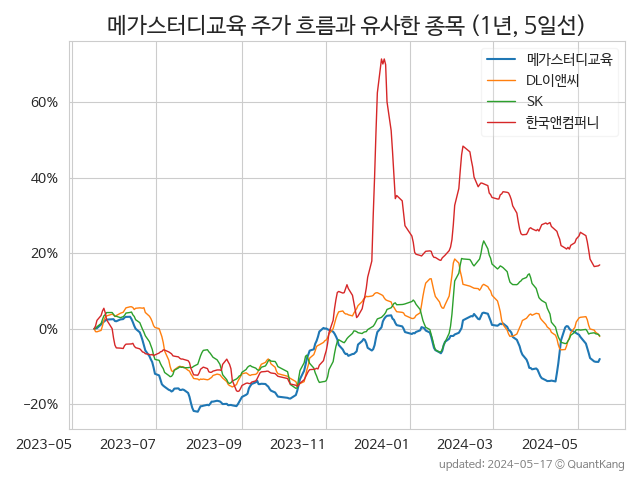 메가스터디교육 주가 흐름과 유사한 종목 (1년, 5일선)
메가스터디교육
DL이앤씨
SK
한국앤컴퍼니
60%
40%
20%
0%
−20%
2023-05 2023-07 2023-09 2023-11 2024-01 2024-03 2024-05
updated: 2024-05-17 © QuantKang